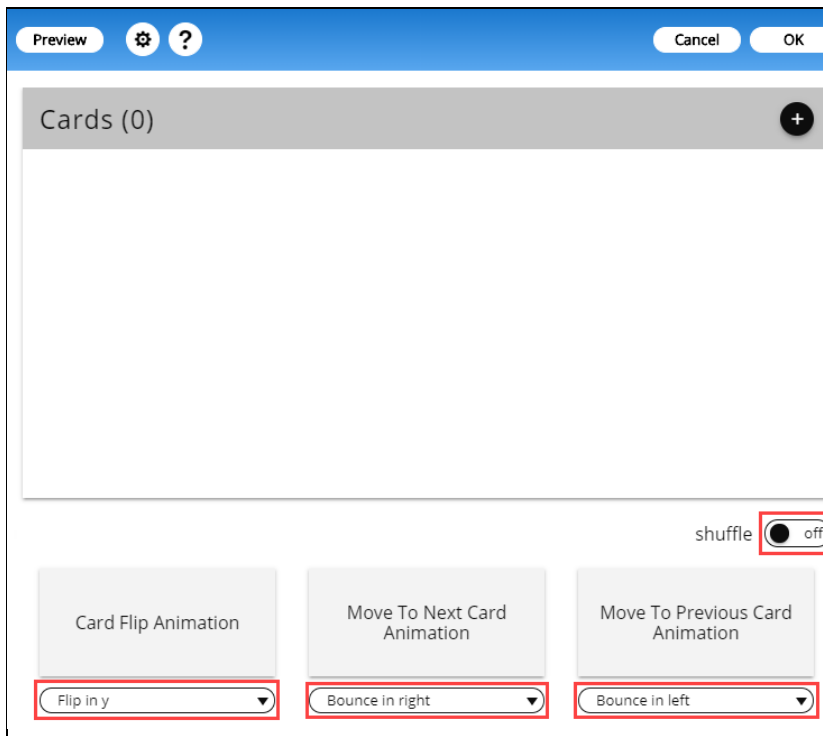 Preview ? Cancel OK
Cards (0) +
shuffle off
Card Flip Animation
Move To Next Card
Animation
Move To Previous Card
Animation
Flip in y
Bounce in right
Bounce in left